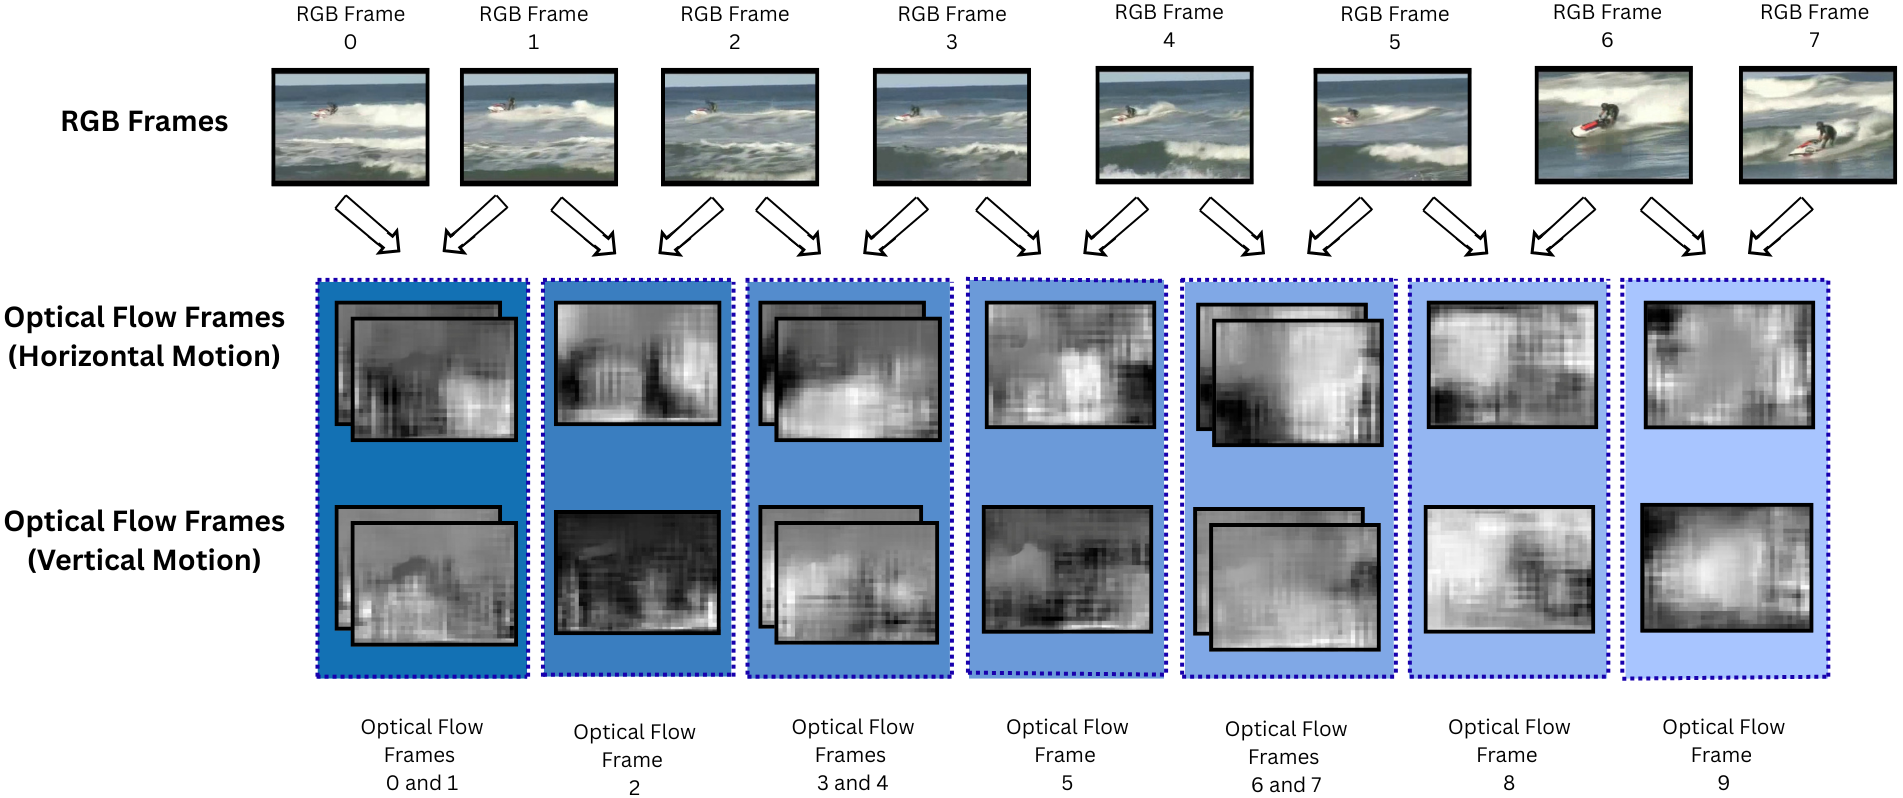 RGB Frame
0
RGB Frame
1
RGB Frame
2
RGB Frame
3
RGB Frame
4
RGB Frame
5
RGB Frame
6
RGB Frame
7
RGB Frames
Optical Flow Frames
(Horizontal Motion)
Optical Flow Frames
(Vertical Motion)
Optical Flow
Frames
0 and 1
Optical Flow
Frame
2
Optical Flow
Frames
3 and 4
Optical Flow
Frame
5
Optical Flow
Frames
6 and 7
Optical Flow
Frame
8
Optical Flow
Frame
9